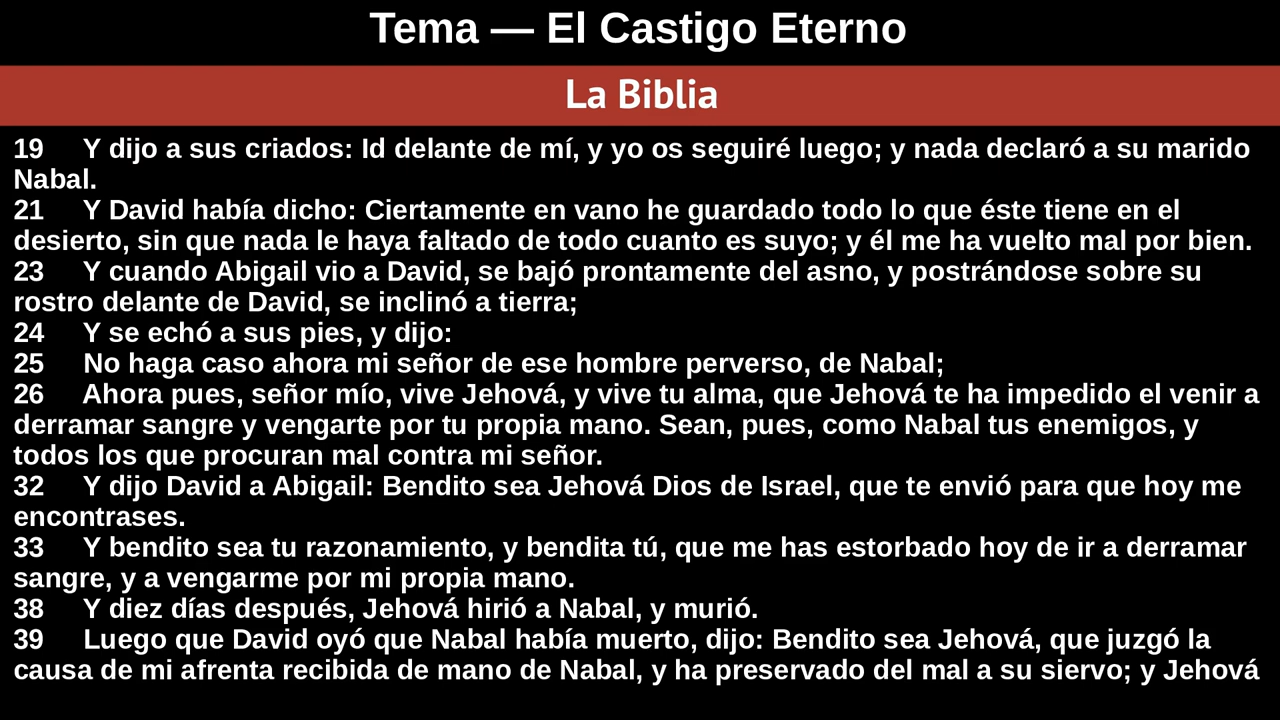 Tema — El Castigo Eterno
La Biblia
19 Y dijo a sus criados: Id delante de mí, y yo os seguiré luego; y nada declaró a su marido
Nabal.
21 Y David había dicho: Ciertamente en vano he guardado todo lo que éste tiene en el
desierto, sin que nada le haya faltado de todo cuanto es suyo; y él me ha vuelto mal por bien.
23 Y cuando Abigail vio a David, se bajó prontamente del asno, y postrándose sobre su
rostro delante de David, se inclinó a tierra;
24 Y se echó a sus pies, y dijo:
25 No haga caso ahora mi señor de ese hombre perverso, de Nabal;
26 Ahora pues, señor mío, vive Jehová, y vive tu alma, que Jehová te ha impedido el venir a
derramar sangre y vengarte por tu propia mano. Sean, pues, como Nabal tus enemigos, y
todos los que procuran mal contra mi señor.
32 Y dijo David a Abigail: Bendito sea Jehová Dios de Israel, que te envió para que hoy me
encontrases.
33 Y bendito sea tu razonamiento, y bendita tú, que me has estorbado hoy de ir a derramar
sangre, y a vengarme por mi propia mano.
38 Y diez días después, Jehová hirió a Nabal, y murió.
39 Luego que David oyó que Nabal había muerto, dijo: Bendito sea Jehová, que juzgó la
causa de mi afrenta recibida de mano de Nabal, y ha preservado del mal a su siervo; y Jehová